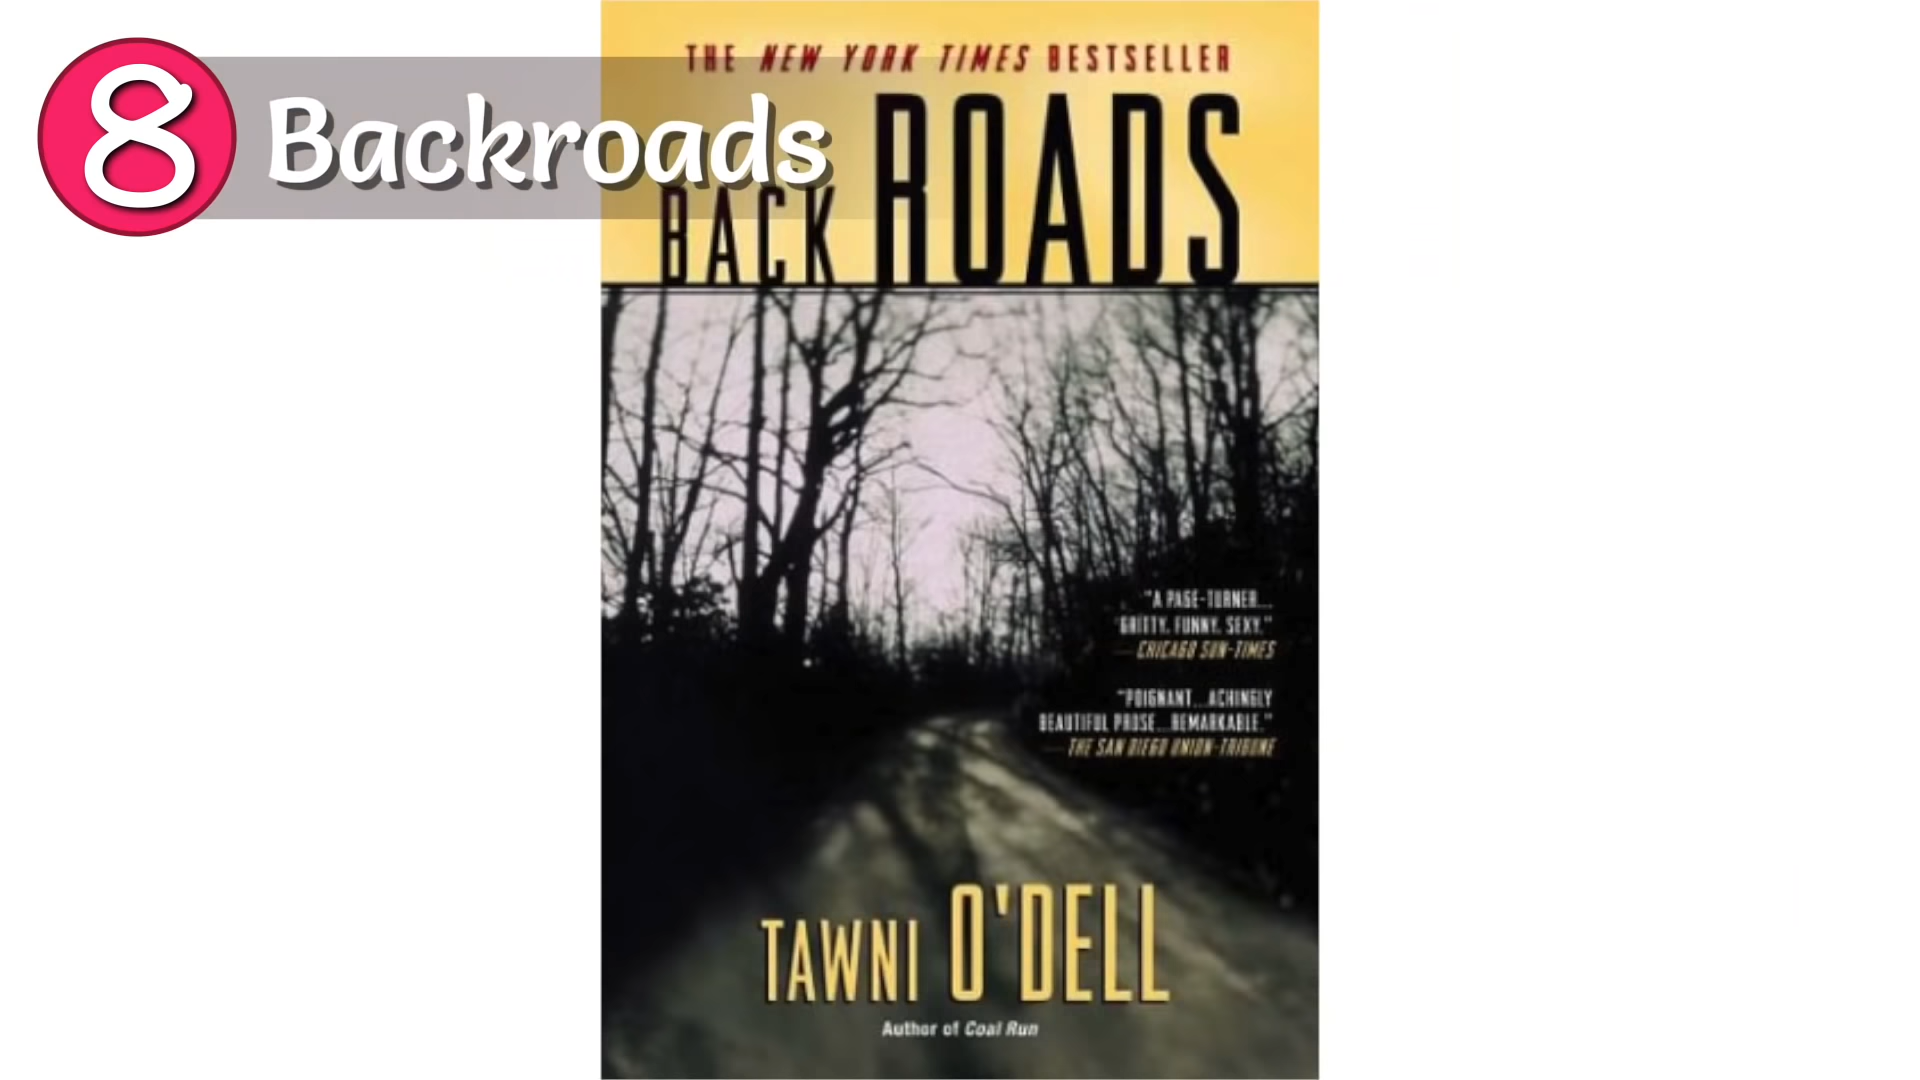 8 Backroads
THE NEW YORK TIMES BESTSELLER
BACK ROADS
"A PAGE-TURNER...
GRITTY. FUNNY. SEXY."
—CHICAGO SUN-TIMES
"POIGNANT...ACHINGLY
BEAUTIFUL PROSE...REMARKABLE."
—THE SAN DIEGO UNION-TRIBUNE
TAWNI O'DELL
Author of Coal Run